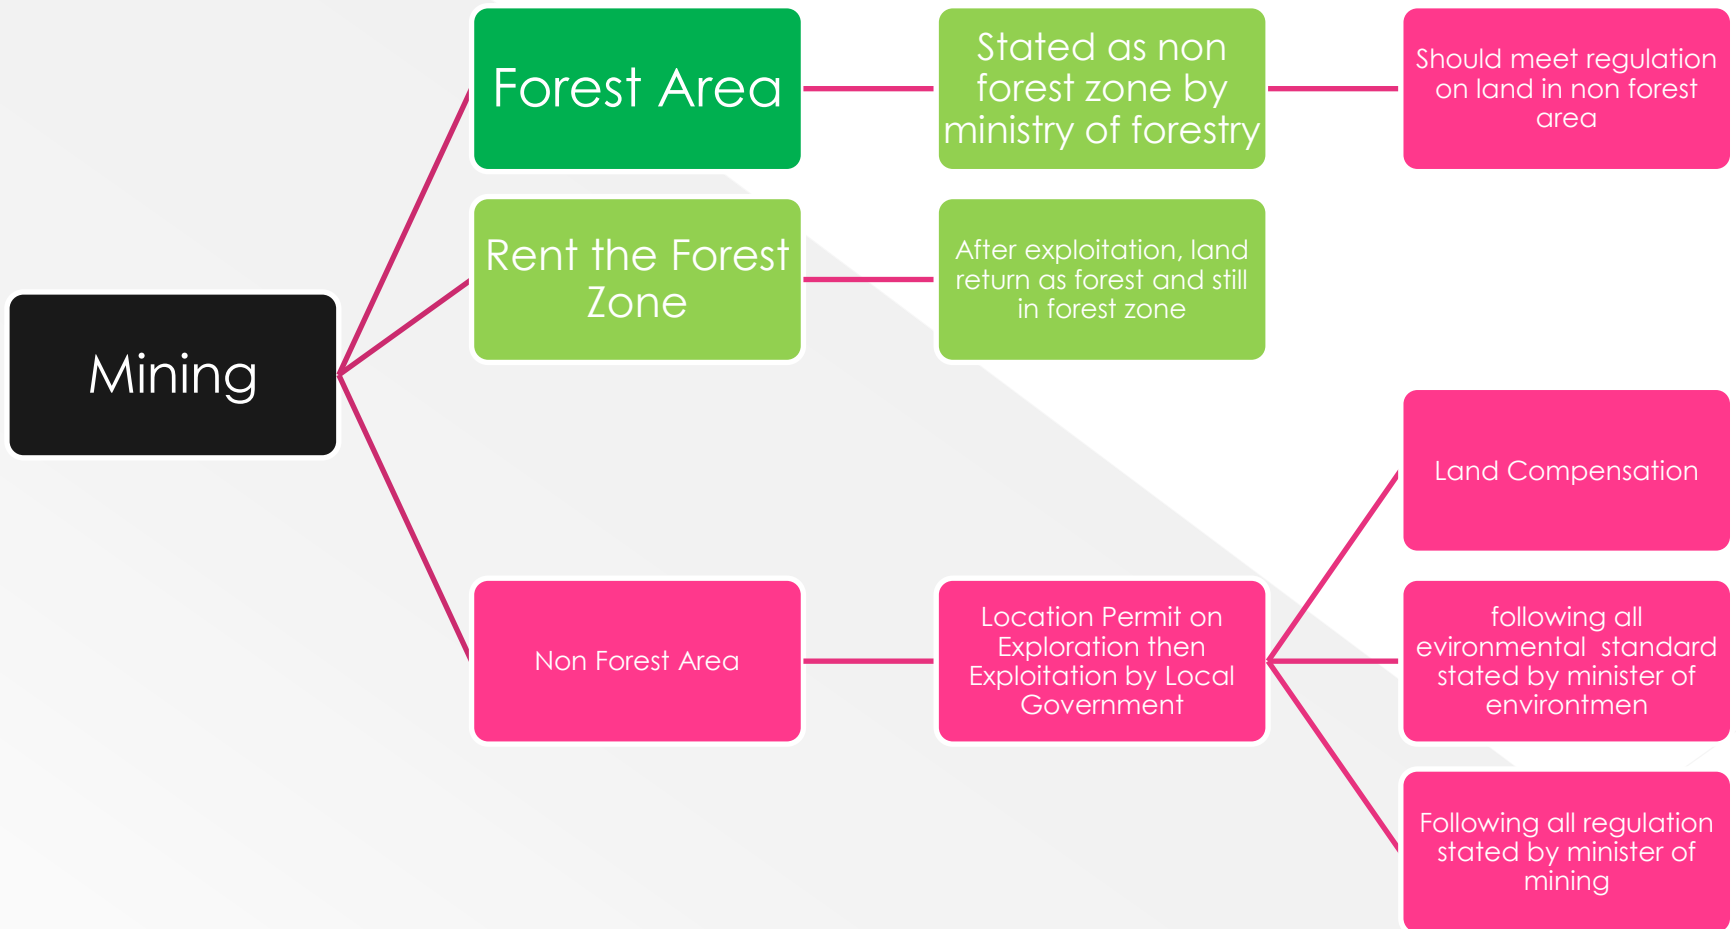 Mining
Forest Area
Stated as non
forest zone by
ministry of forestry
Should meet regulation
on land in non forest
area
Rent the Forest
Zone
After exploitation, land
return as forest and still
in forest zone
Non Forest Area
Location Permit on
Exploration then
Exploitation by Local
Government
Land Compensation
following all
evironmental  standard
stated by minister of
environtmen
Following all regulation
stated by minister of
mining